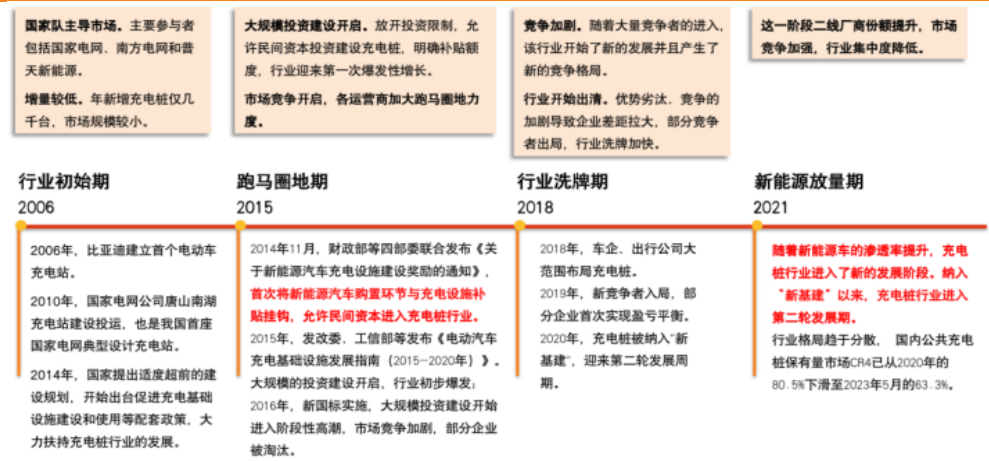 国家队主导市场。主要参与者
包括国家电网、南方电网和普
天新能源。
增量较低。年新增充电桩仅几
千台，市场规模较小。
大规模投资建设开启。放开投资限制，允
许民间资本投资建设充电桩，明确补贴额
度，行业迎来第一次爆发性增长。
市场竞争开启，各运营商加大跑马圈地力
度。
竞争加剧。随着大量竞争者的进入，
该行业开始了新的发展并且产生了
新的竞争格局。
行业开始出清。优势劣汰、竞争的
加剧导致企业差距拉大，部分竞争
者出局，行业洗牌加快。
这一阶段二线厂商份额提升，市场
竞争加强，行业集中度降低。
行业初始期
2006
跑马圈地期
2015
行业洗牌期
2018
新能源放量期
2021
2006年，比亚迪建立首个电动车
充电站。
2010年，国家电网公司唐山南湖
充电站建设投运，也是我国首座
国家电网典型设计充电站。
2014年，国家提出适度超前的建
设规划，开始出台促进充电基础
设施建设和使用等配套政策，大
力扶持充电桩行业的发展。
2014年11月，财政部等四部委联合发布《关
于新能源汽车充电设施建设奖励的通知》，
首次将新能源汽车购置环节与充电设施补
贴挂钩，允许民间资本进入充电桩行业。
2015年，发改委、工信部等发布《电动汽车
充电基础设施发展指南（2015-2020年）》。
大规模的投资建设开启，行业初步爆发；
2016年，新国标实施，大规模投资建设开始
进入阶段性高潮，市场竞争加剧，部分企业
被淘汰。
2018年，车企、出行公司大
范围布局充电桩。
2019年，新竞争者入局，部
分企业首次实现盈亏平衡。
2020年，充电桩被纳入“新
基建”，迎来第二轮发展周
期。
随着新能源车的渗透率提升，充电
桩行业进入了新的发展阶段。纳入
“新基建”以来，充电桩行业进入
第二轮发展期。
行业格局趋于分散， 国内公共充电
桩保有量市场CR4已从2020年的
80.5%下滑至2023年5月的63.3%。